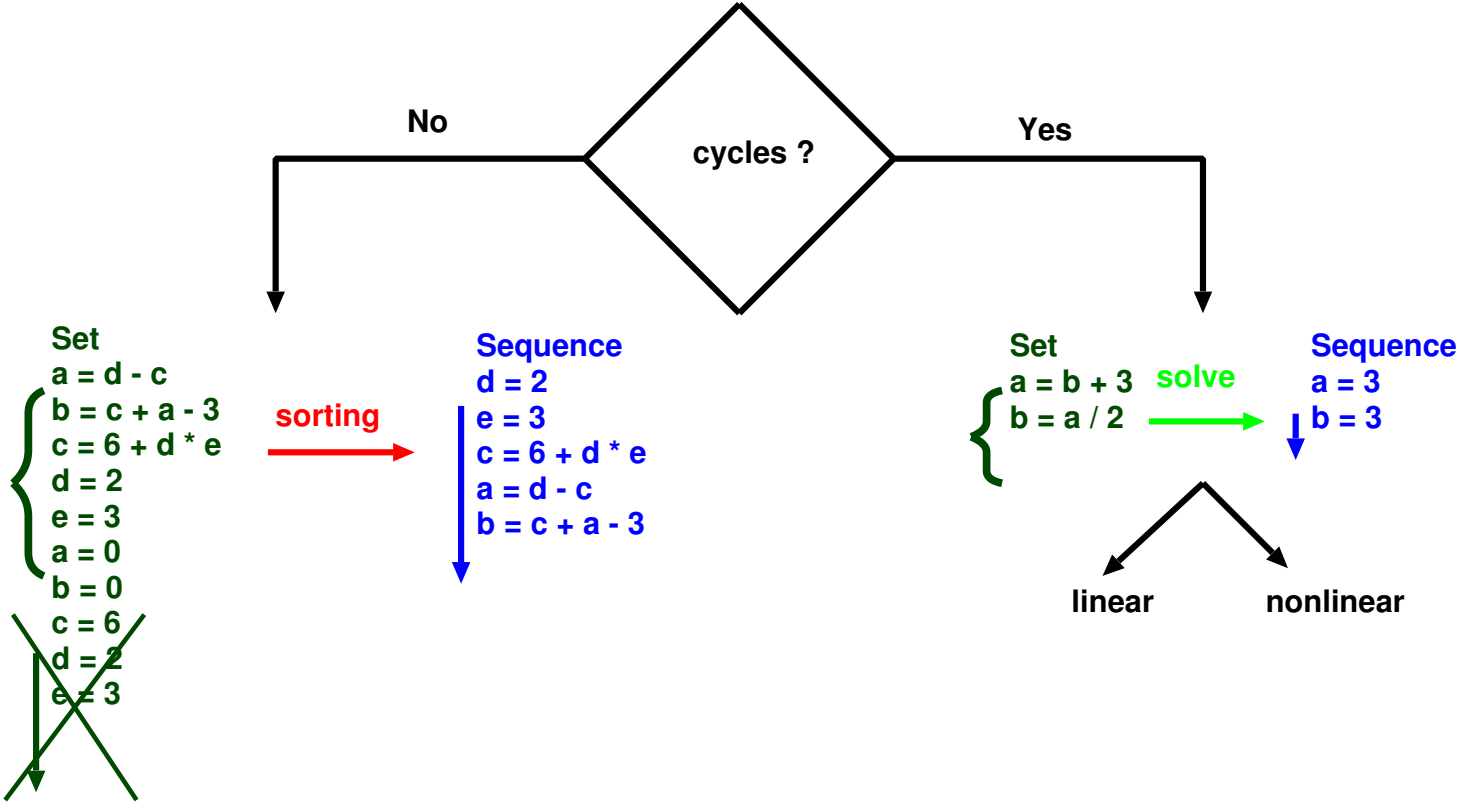 cycles ?
No
Yes
Set
a = d - c
b = c + a - 3
c = 6 + d * e
d = 2
e = 3
a = 0
b = 0
c = 6
d = 2
e = 3
sorting
Sequence
d = 2
e = 3
c = 6 + d * e
a = d - c
b = c + a - 3
Set
a = b + 3
b = a / 2
solve
Sequence
a = 3
b = 3
linear
nonlinear